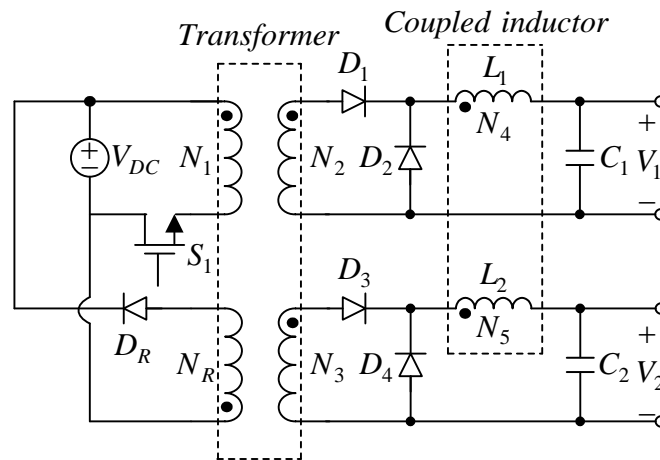 Coupled inductor
Transformer
D1
L1
N4
+
VDC
N1
N2
D2
C1
V1
−
S1
D3
L2
N5
+
DR
NR
N3
D4
C2
V2
−